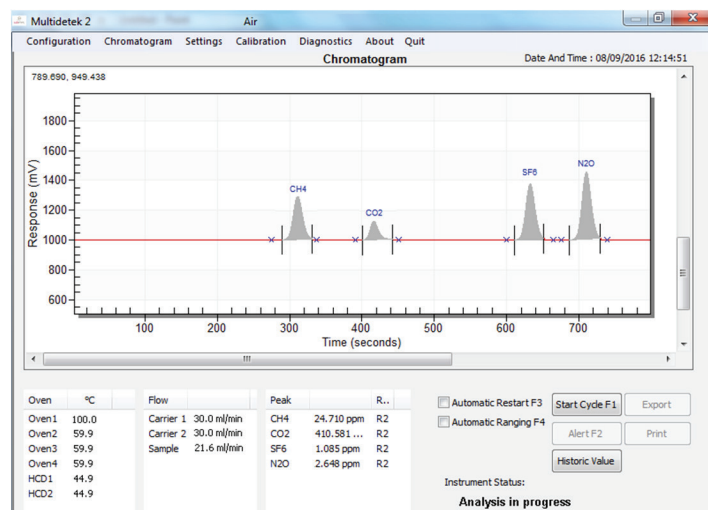 Multidetek 2 Air
Configuration Chromatogram Settings Calibration Diagnostics About Quit
Chromatogram Date And Time : 08/09/2016 12:14:51
789.690, 949.438
1800
1600
1400
1200
1000
800
600
Response (mV)
CH4
CO2
SF6
N2O
100 200 300 400 500 600 700
Time (seconds)
Oven ºC
Oven1 100.0
Oven2 59.9
Oven3 59.9
Oven4 59.9
HCD1 44.9
HCD2 44.9
Flow
Carrier 1 30.0 ml/min
Carrier 2 30.0 ml/min
Sample 21.6 ml/min
Peak R..
CH4 24.710 ppm R2
CO2 410.581 ... R2
SF6 1.085 ppm R2
N2O 2.648 ppm R2
Automatic Restart F3 Start Cycle F1 Export
Automatic Ranging F4 Alert F2 Print
Historic Value
Instrument Status:
Analysis in progress